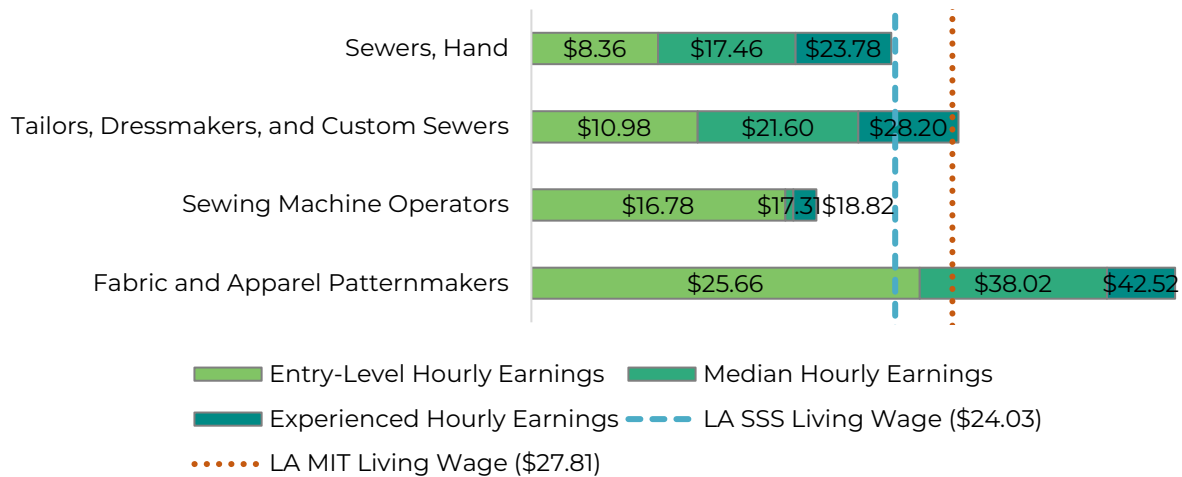 Sewers, Hand $8.36 $17.46 $23.78
Tailors, Dressmakers, and Custom Sewers $10.98 $21.60 $28.20
Sewing Machine Operators $16.78 $17.31 $18.82
Fabric and Apparel Patternmakers $25.66 $38.02 $42.52
Entry-Level Hourly Earnings Median Hourly Earnings
Experienced Hourly Earnings LA SSS Living Wage ($24.03)
LA MIT Living Wage ($27.81)